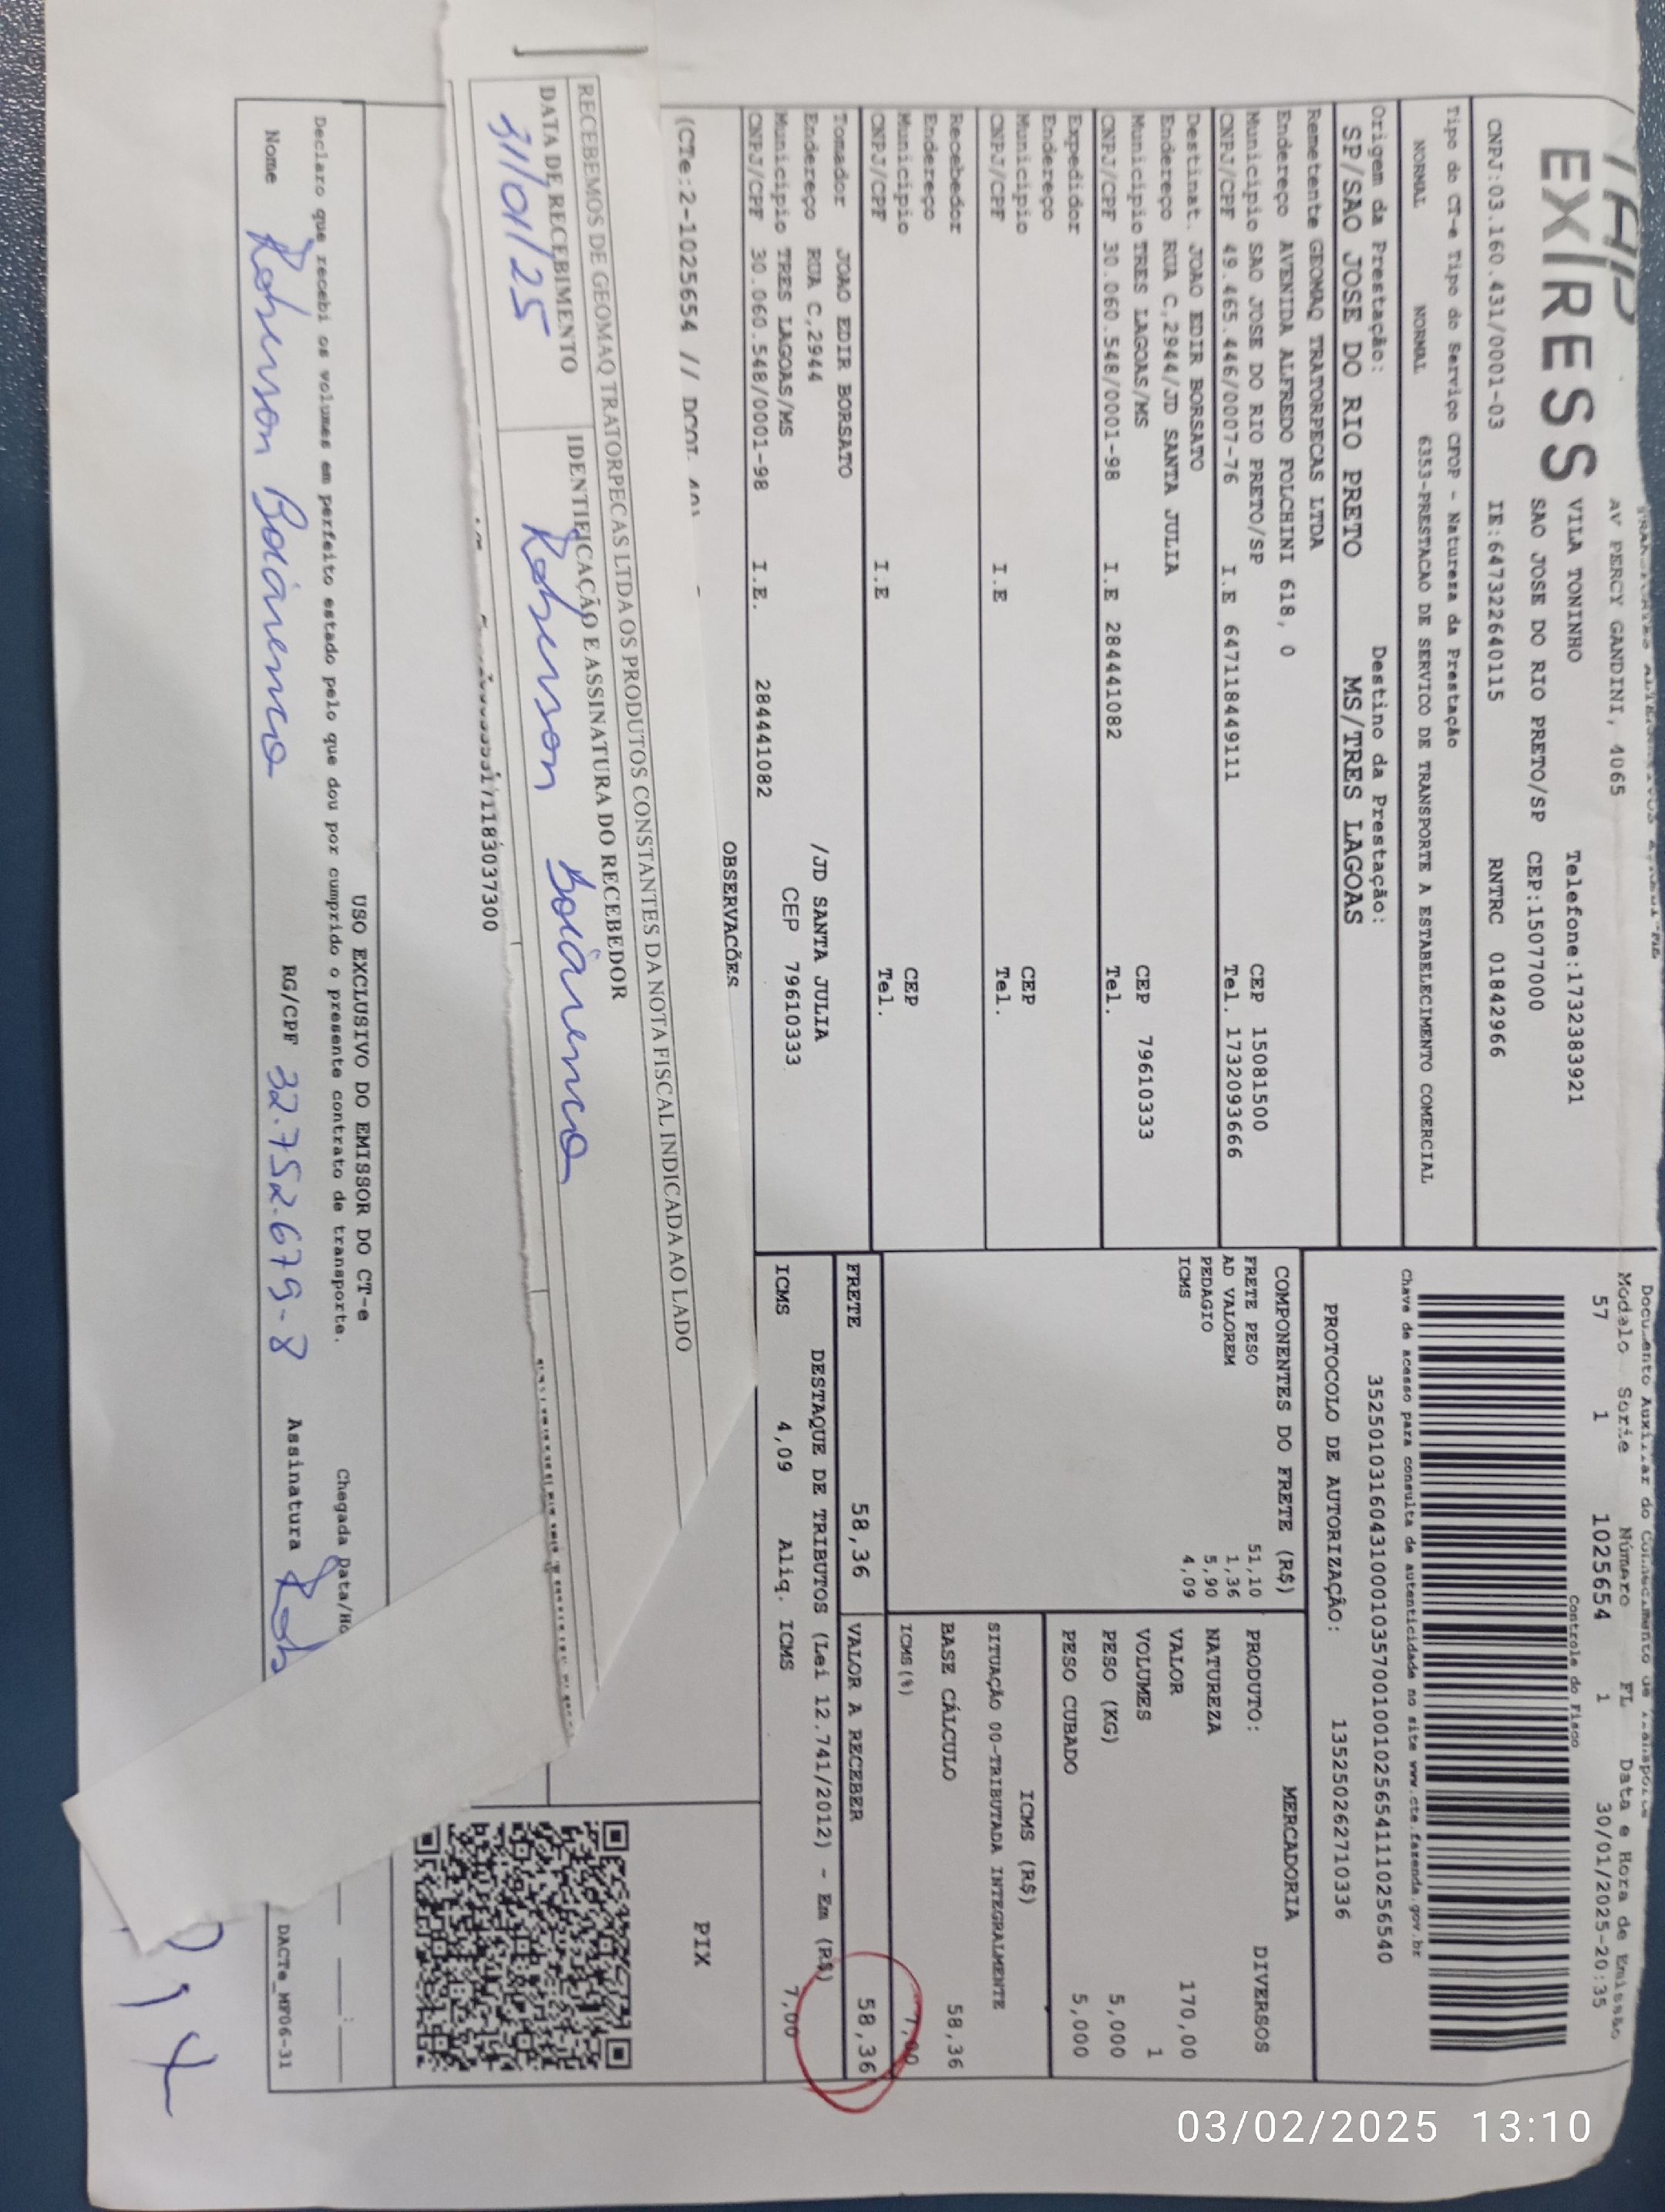 EXPRESS
AV PERCY GANDINI, 4065
VILA TONINHO Telefone:1732383921
SAO JOSE DO RIO PRETO/SP CEP:15077000
CNPJ:03.160.431/0001-03 IE:647322640115 RNTRC 01842966
Tipo do CT-e Tipo do Serviço CFOP - Natureza da Prestação
NORMAL NORMAL 6353-PRESTACAO DE SERVICO DE TRANSPORTE A ESTABELECIMENTO COMERCIAL
Origem da Prestação: Destino da Prestação:
SP/SAO JOSE DO RIO PRETO MS/TRES LAGOAS
Remetente GEOMAQ TRATORPECAS LTDA
Endereço AVENIDA ALFREDO FOLCHINI 618, 0
Municipio SAO JOSE DO RIO PRETO/SP CEP 15081500
CNPJ/CPF 49.465.446/0007-76 I.E 647118449111 Tel. 1732093666
Destinat. JOAO EDIR BORSATO
Endereço RUA C,2944/JD SANTA JULIA
Municipio TRES LAGOAS/MS CEP 79610333
CNPJ/CPF 30.060.548/0001-98 I.E 284441082 Tel.
Expedidor
Endereço
Municipio CEP
CNPJ/CPF I.E Tel.
Recebedor
Endereço
Municipio CEP
CNPJ/CPF I.E Tel.
Tomador JOAO EDIR BORSATO
Endereço RUA C,2944 /JD SANTA JULIA
Municipio TRES LAGOAS/MS CEP 79610333
CNPJ/CPF 30.060.548/0001-98 I.E. 284441082
Documento Auxiliar do Conhecimento de Transporte
Modalo Serie Número FL Data e Hora de Emissão
57 1 1025654 1 30/01/2025-20:35
Controle do Fisco
Chave de acesso para consulta de autenticidade no site www.cte.fazenda.gov.br
35250103160431000103570010010256541110256540
PROTOCOLO DE AUTORIZAÇÃO: 135250262710336
COMPONENTES DO FRETE (R$)
FRETE PESO 51,10
AD VALOREM 1,36
PEDAGIO 5,90
ICMS 4,09
MERCADORIA
PRODUTO: DIVERSOS
NATUREZA
VALOR 170,00
VOLUMES 1
PESO (KG) 5,000
PESO CUBADO 5,000
ICMS (R$)
SITUAÇÃO 00-TRIBUTADA INTEGRALMENTE
BASE CÁLCULO 58,36
ICMS(%) 7,00
FRETE 58,36 VALOR A RECEBER 58,36
DESTAQUE DE TRIBUTOS (Lei 12.741/2012) - Em (R$)
ICMS 4,09 Aliq. ICMS 7,00
OBSERVAÇÕES
PIX
(CTe:2-1025654 //
RECEBEMOS DE GEOMAQ TRATORPECAS LTDA OS PRODUTOS CONSTANTES DA NOTA FISCAL INDICADA AO LADO
DATA DE RECEBIMENTO IDENTIFICAÇÃO E ASSINATURA DO RECEBEDOR
31/01/25 Roberson Boiarenco
71183037300
USO EXCLUSIVO DO EMISSOR DO CT-e
Declaro que recebi os volumes em perfeito estado pelo que dou por cumprido o presente contrato de transporte. Chegada Data/Ho
Nome Roberson Boiarenco RG/CPF 32.752.679-8 Assinatura Rob
DACTe_MF06-31
03/02/2025 13:10